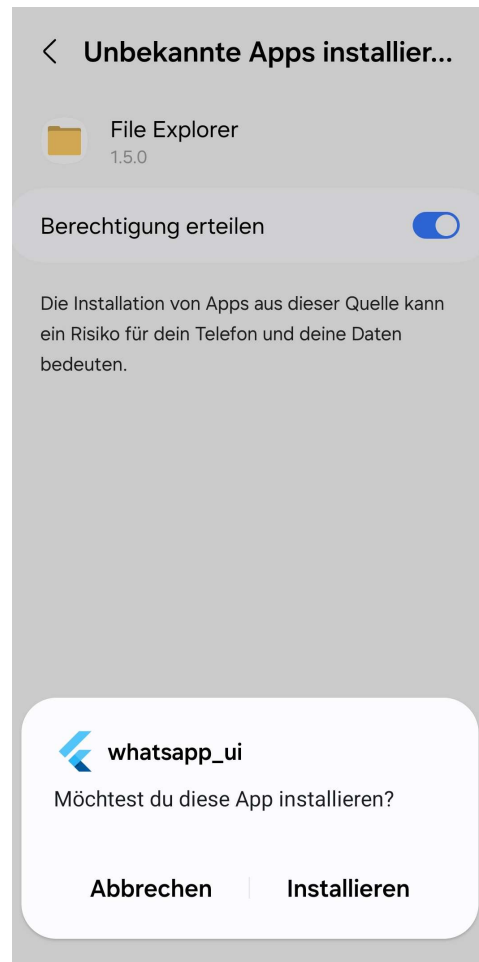 Unbekannte Apps installier...
File Explorer
1.5.0
Berechtigung erteilen
Die Installation von Apps aus dieser Quelle kann
ein Risiko für dein Telefon und deine Daten
bedeuten.
whatsapp_ui
Möchtest du diese App installieren?
Abbrechen Installieren